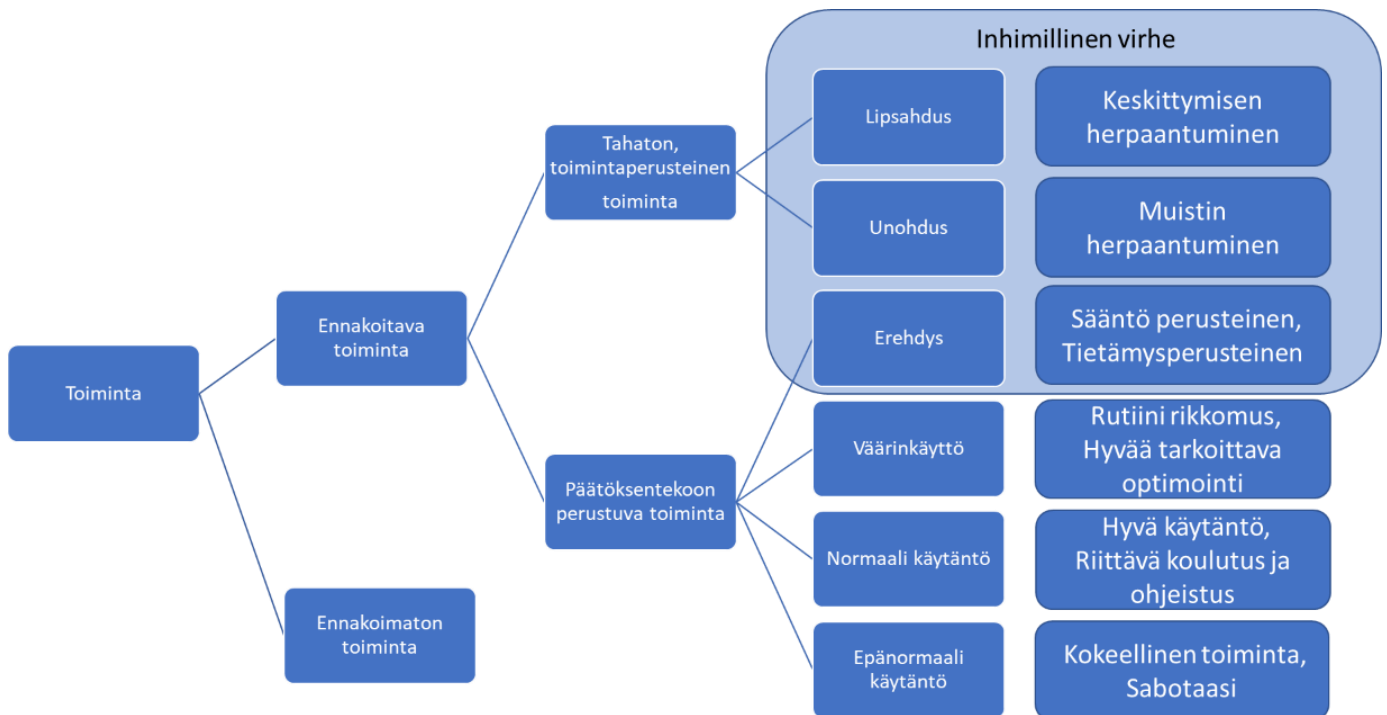 Inhimillinen virhe
Toiminta
Ennakoitava
toiminta
Ennakoimaton
toiminta
Tahaton,
toimintaperusteinen
toiminta
Päätöksentekoon
perustuva toiminta
Lipsahdus
Keskittymisen
herpaantuminen
Unohdus
Muistin
herpaantuminen
Erehdys
Sääntö perusteinen,
Tietämysperusteinen
Väärinkäyttö
Rutiini rikkomus,
Hyvää tarkoittava
optimointi
Normaali käytäntö
Hyvä käytäntö,
Riittävä koulutus ja
ohjeistus
Epänormaali
käytäntö
Kokeellinen toiminta,
Sabotaasi